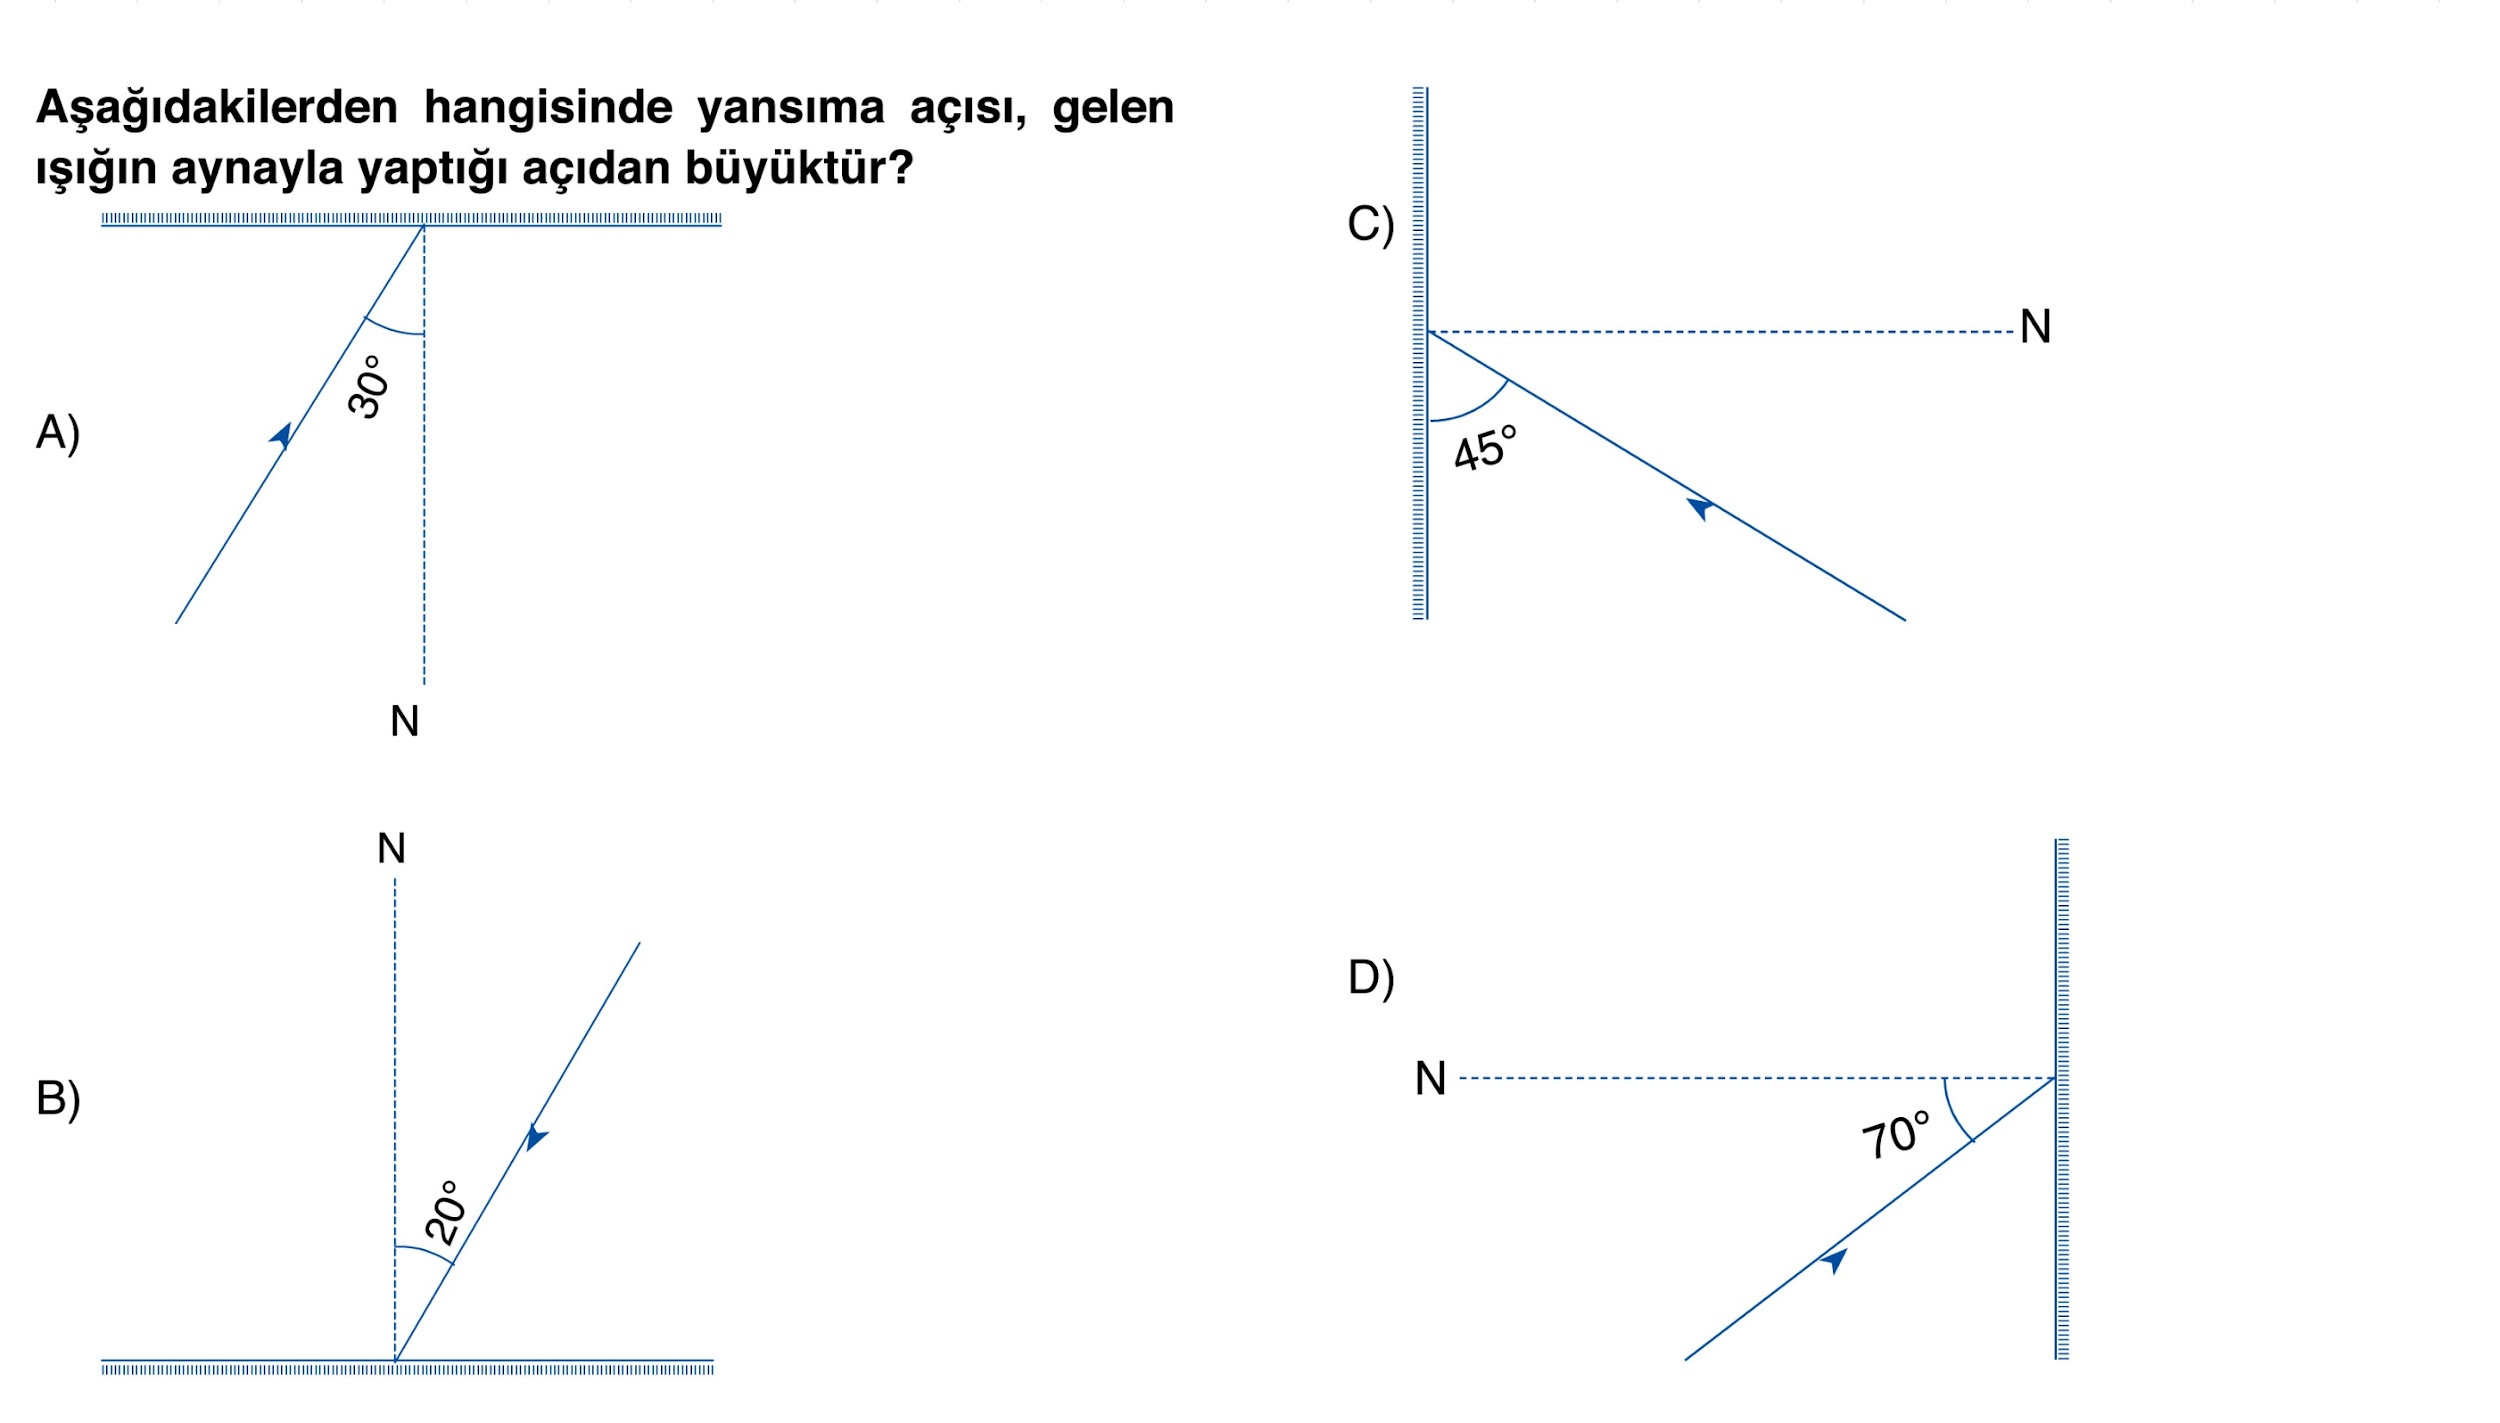 Aşağıdakilerden hangisinde yansıma açısı, gelen
ışığın aynayla yaptığı açıdan büyüktür?
A)
30°
N
B)
N
20°
C)
N
45°
D)
N
70°